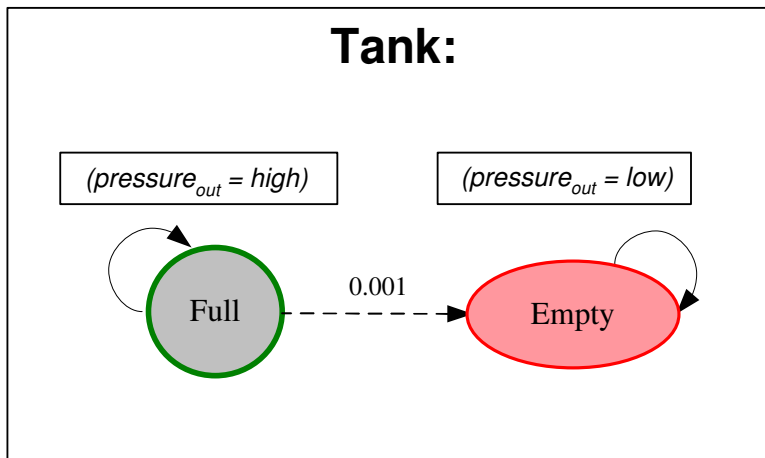 Tank:
(pressure_out = high)
(pressure_out = low)
0.001
Full
Empty